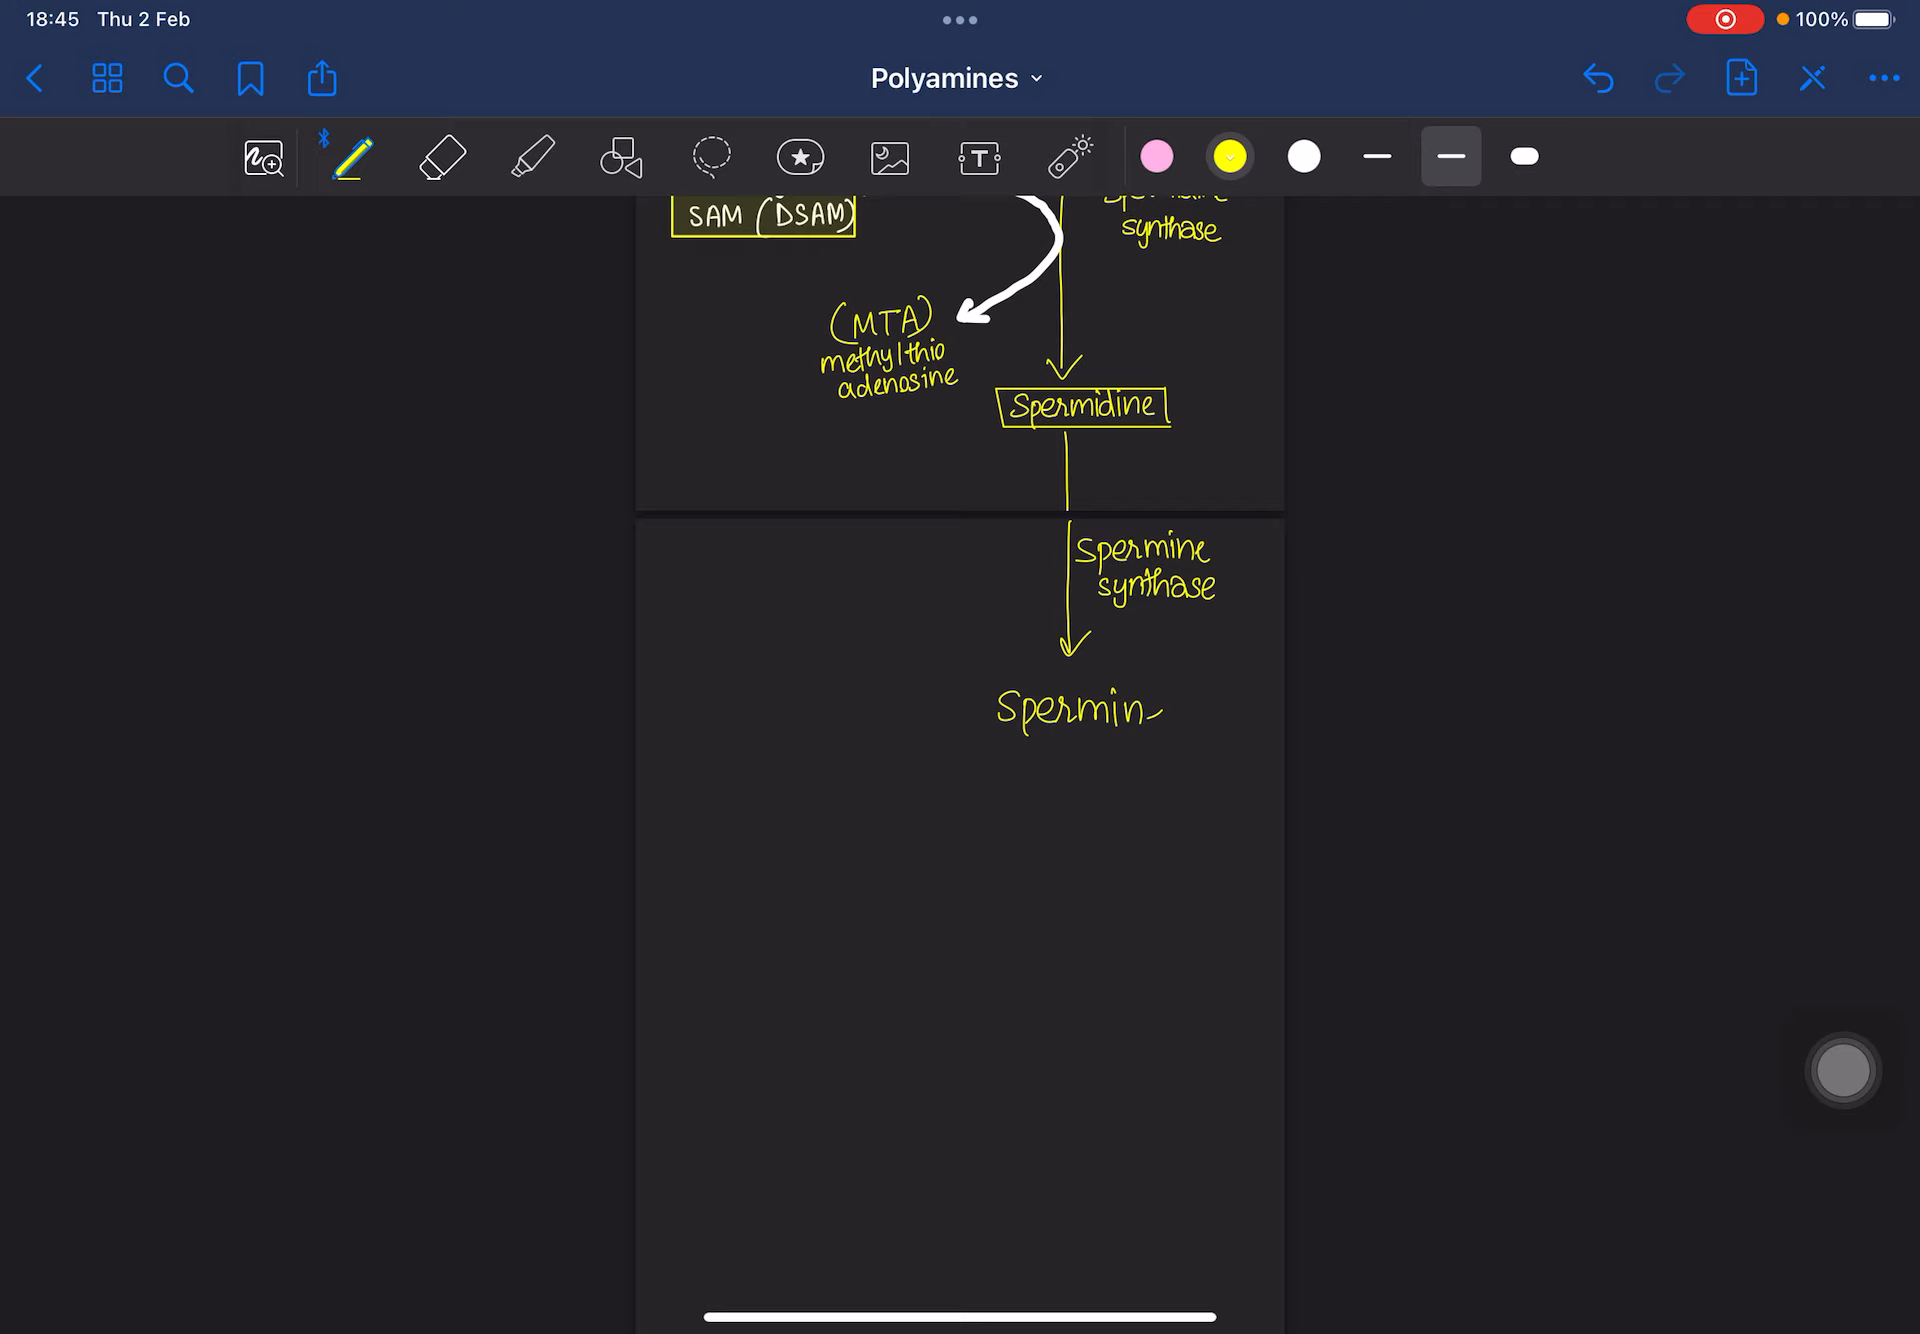 18:45 Thu 2 Feb
100%
Polyamines
T
SAM (DSAM)
synthase
(MTA)
methylthio
adenosine
Spermidine
Spermine
synthase
Spermin